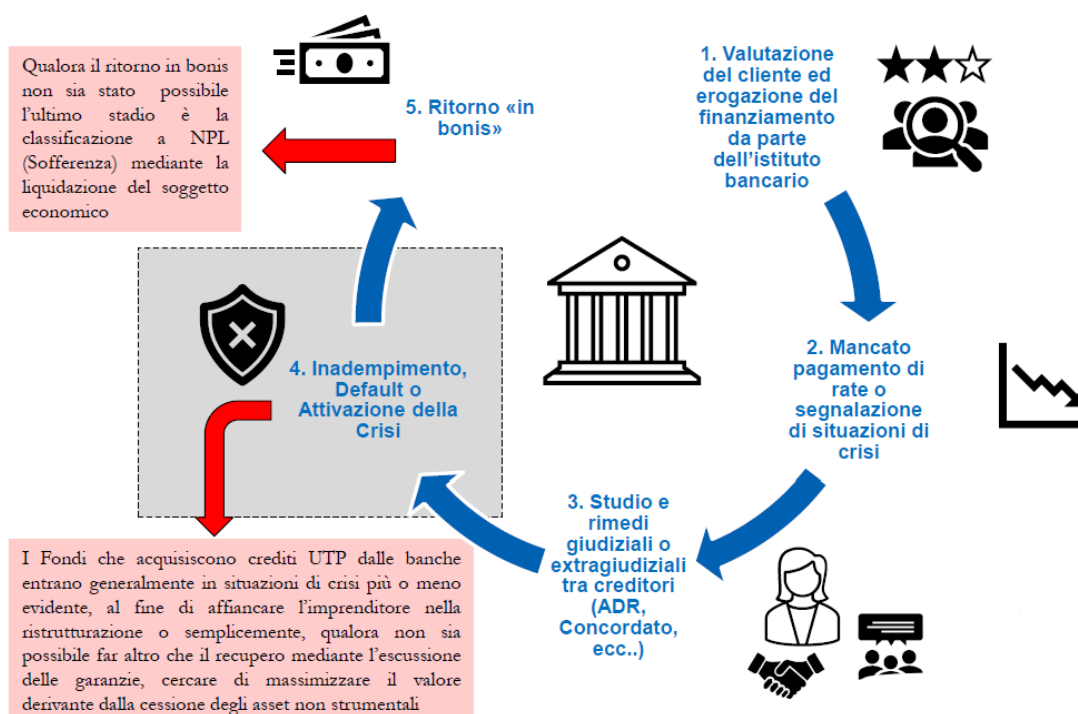 Qualora il ritorno in bonis
non sia stato possibile
l'ultimo stadio è la
classificazione a NPL
(Sofferenza) mediante la
liquidazione del soggetto
economico
5. Ritorno «in
bonis»
1. Valutazione
del cliente ed
erogazione del
finanziamento
da parte
dell'istituto
bancario
2. Mancato
pagamento di
rate o
segnalazione
di situazioni di
crisi
3. Studio e
rimedi
giudiziali o
extragiudiziali
tra creditori
(ADR,
Concordato,
ecc..)
4. Inadempimento,
Default o
Attivazione della
Crisi
I Fondi che acquisiscono crediti UTP dalle banche
entrano generalmente in situazioni di crisi più o meno
evidente, al fine di affiancare l'imprenditore nella
ristrutturazione o semplicemente, qualora non sia
possibile far altro che il recupero mediante l'escussione
delle garanzie, cercare di massimizzare il valore
derivante dalla cessione degli asset non strumentali